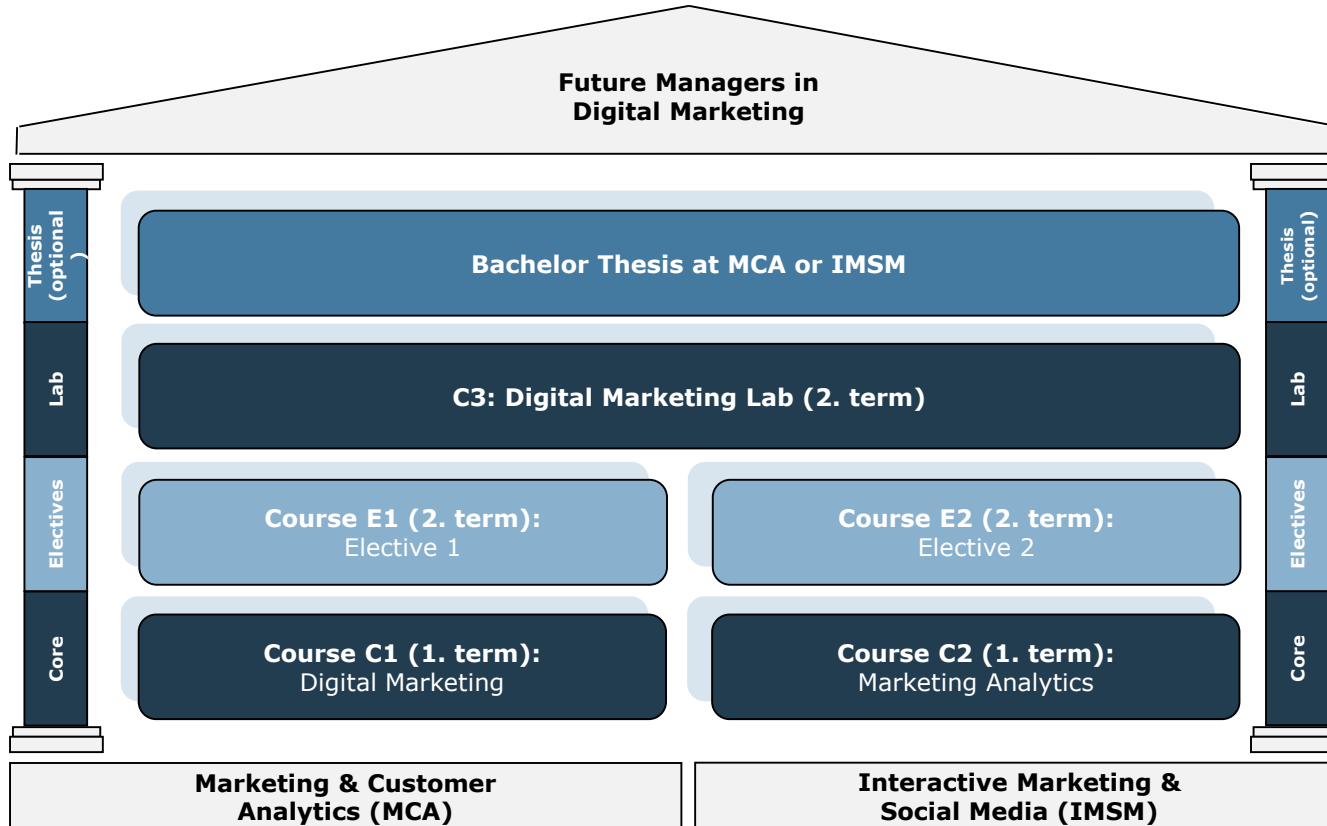 Future Managers in
Digital Marketing
Thesis
(optional
)
Thesis
(optional)
Bachelor Thesis at MCA or IMSM
Lab
C3: Digital Marketing Lab (2. term)
Lab
Electives
Course E1 (2. term):
Elective 1
Course E2 (2. term):
Elective 2
Electives
Core
Course C1 (1. term):
Digital Marketing
Course C2 (1. term):
Marketing Analytics
Core
Marketing & Customer
Analytics (MCA)
Interactive Marketing &
Social Media (IMSM)